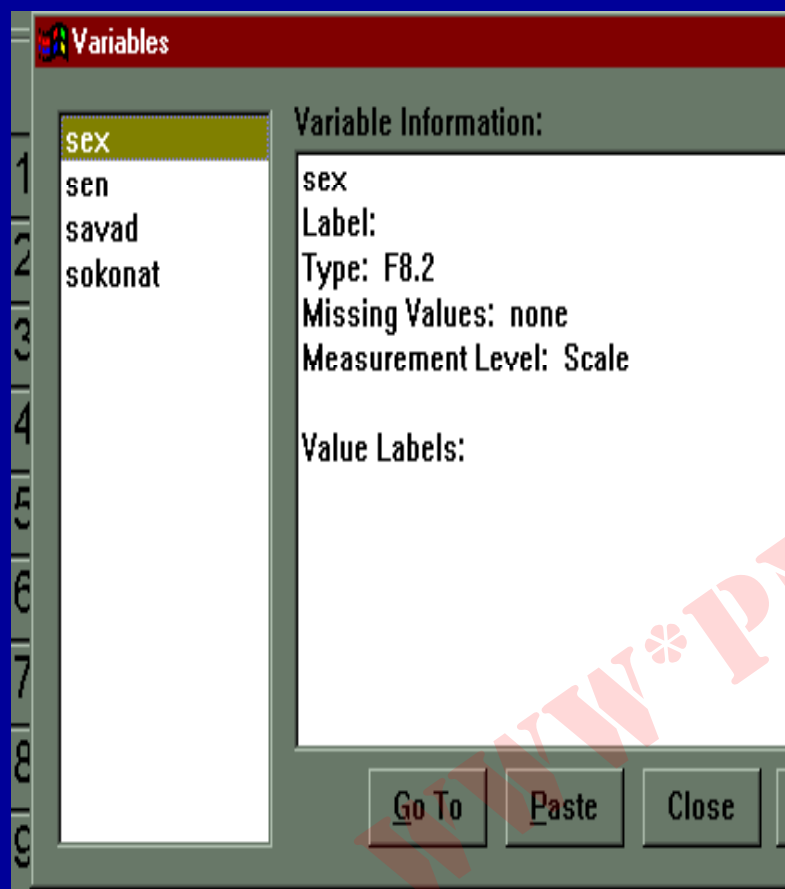 Variables
sex
sen
savad
sokonat
Variable Information:
sex
Label:
Type: F8.2
Missing Values: none
Measurement Level: Scale
Value Labels:
Go To
Paste
Close
1
2
3
4
5
6
7
8
9
WWW*P